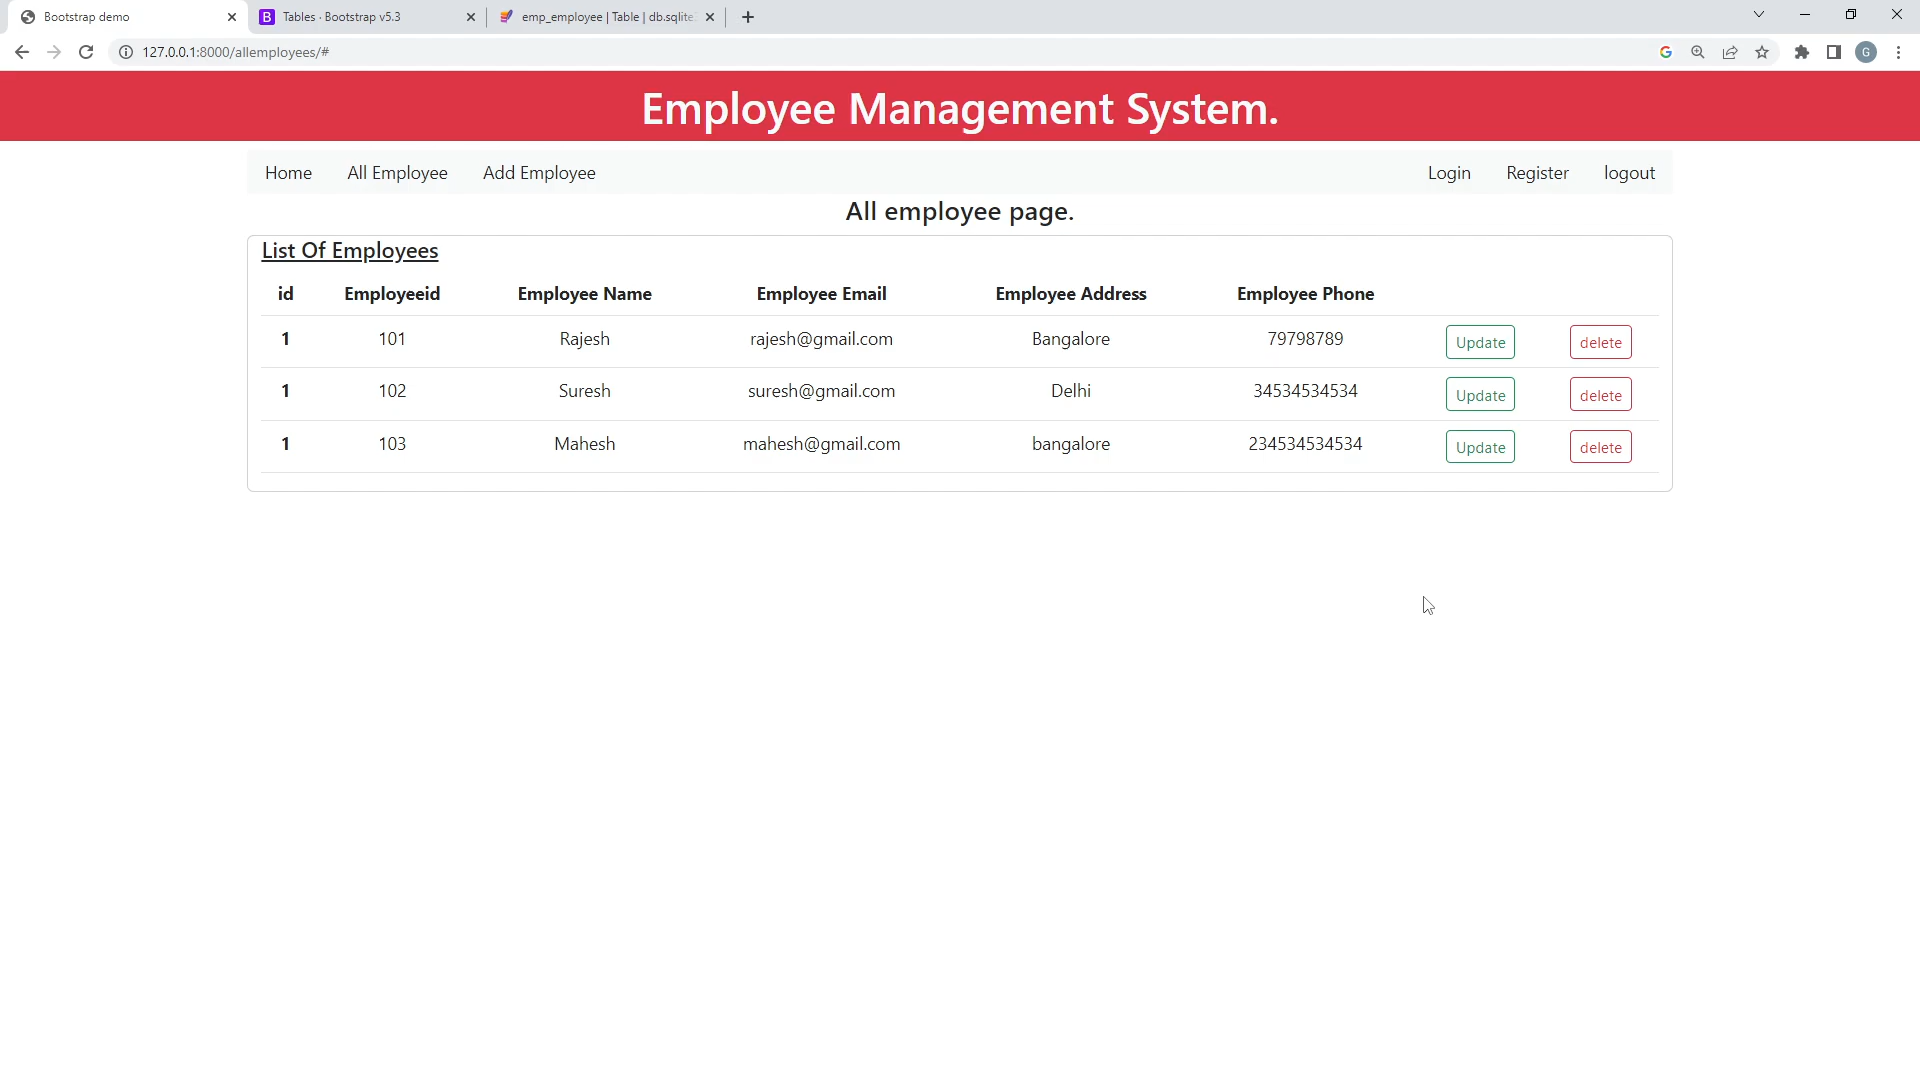 Bootstrap demo
Tables · Bootstrap v5.3
emp_employee | Table | db.sqlite
127.0.0.1:8000/allemployees/#
G
Employee Management System.
Home All Employee Add Employee Login Register logout
All employee page.
List Of Employees
id Employeeid Employee Name Employee Email Employee Address Employee Phone
1 101 Rajesh rajesh@gmail.com Bangalore 79798789 Update delete
1 102 Suresh suresh@gmail.com Delhi 34534534534 Update delete
1 103 Mahesh mahesh@gmail.com bangalore 234534534534 Update delete